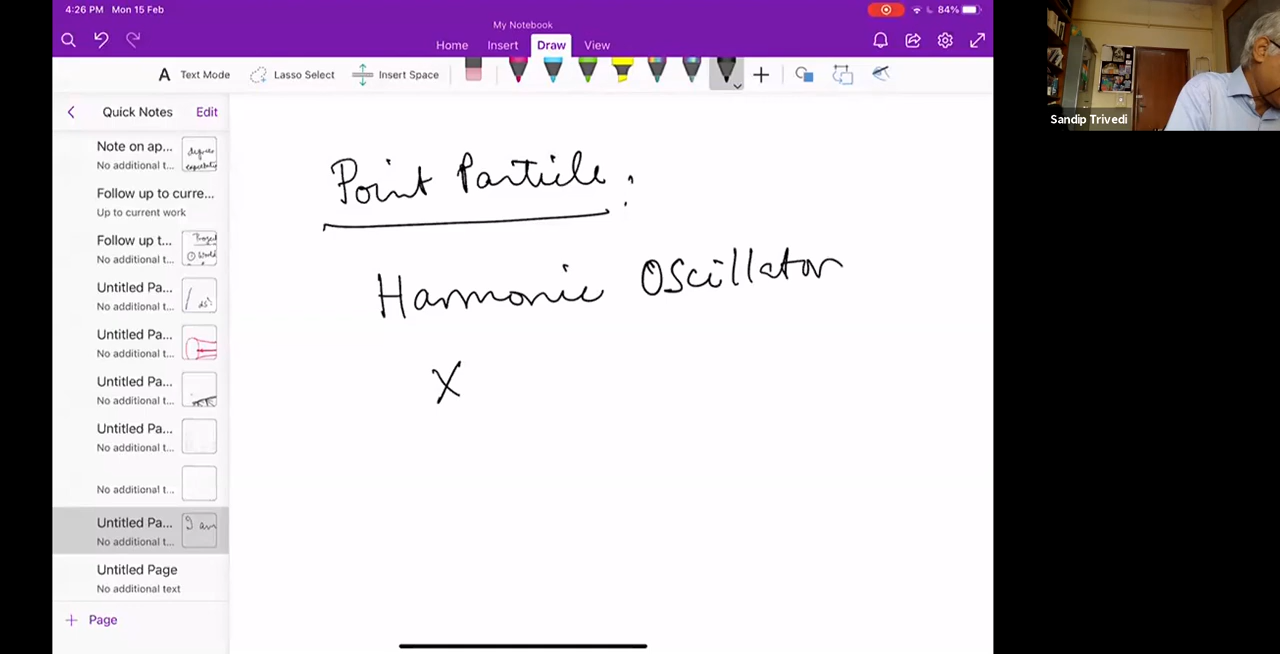 4:26 PM Mon 15 Feb
84%
My Notebook
Home Insert Draw View
Text Mode Lasso Select Insert Space
Quick Notes Edit
Note on ap...
No additional t...
Follow up to curre...
Up to current work
Follow up t...
No additional t...
Untitled Pa...
No additional t...
Untitled Pa...
No additional t...
Untitled Pa...
No additional t...
Untitled Pa...
No additional t...
No additional t...
Untitled Pa...
No additional t...
I am
Untitled Page
No additional text
+ Page
Point Particle :
Harmonic Oscillator
X
Sandip Trivedi